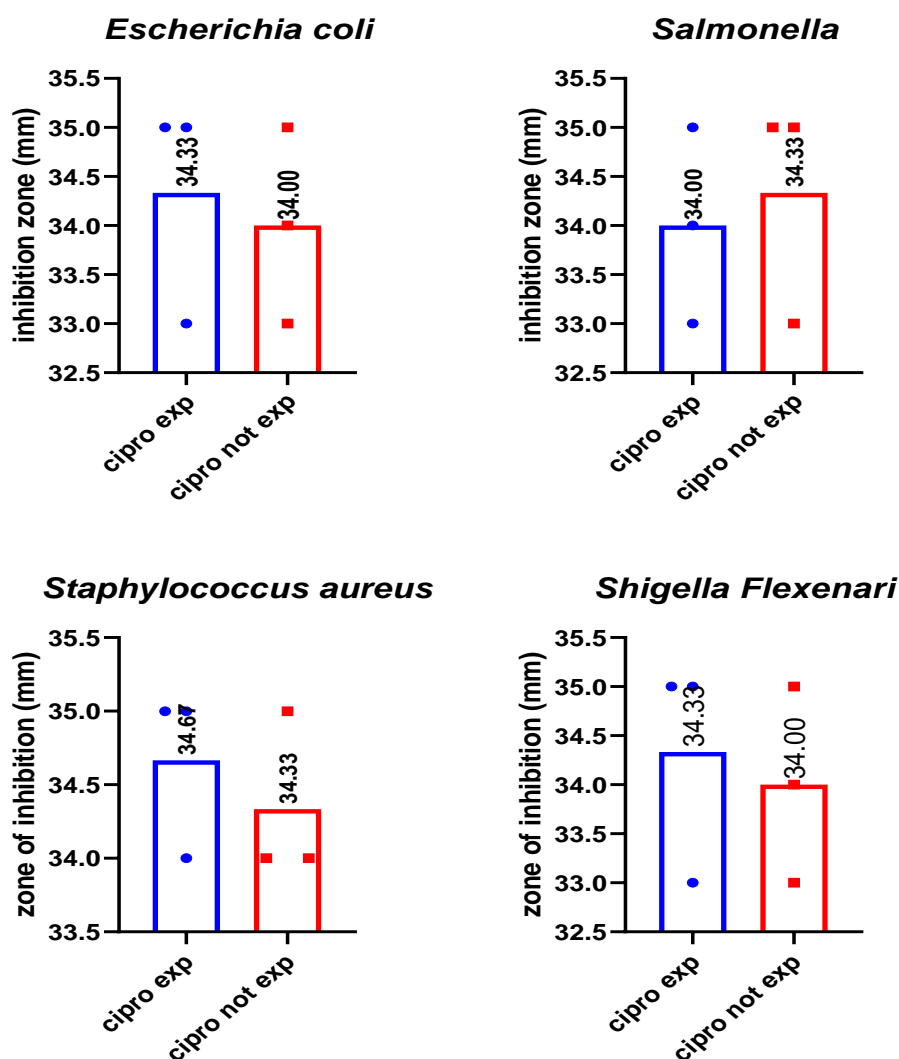 Escherichia coli
inhibition zone (mm)
35.5
35.0
34.5
34.0
33.5
33.0
32.5
34.33
34.00
cipro exp
cipro not exp
Salmonella
inhibition zone (mm)
35.5
35.0
34.5
34.0
33.5
33.0
32.5
34.00
34.33
cipro exp
cipro not exp
Staphylococcus aureus
zone of inhibition (mm)
35.5
35.0
34.5
34.0
33.5
34.67
34.33
cipro exp
cipro not exp
Shigella Flexenari
zone of inhibition (mm)
35.5
35.0
34.5
34.0
33.5
33.0
32.5
34.33
34.00
cipro exp
cipro not exp